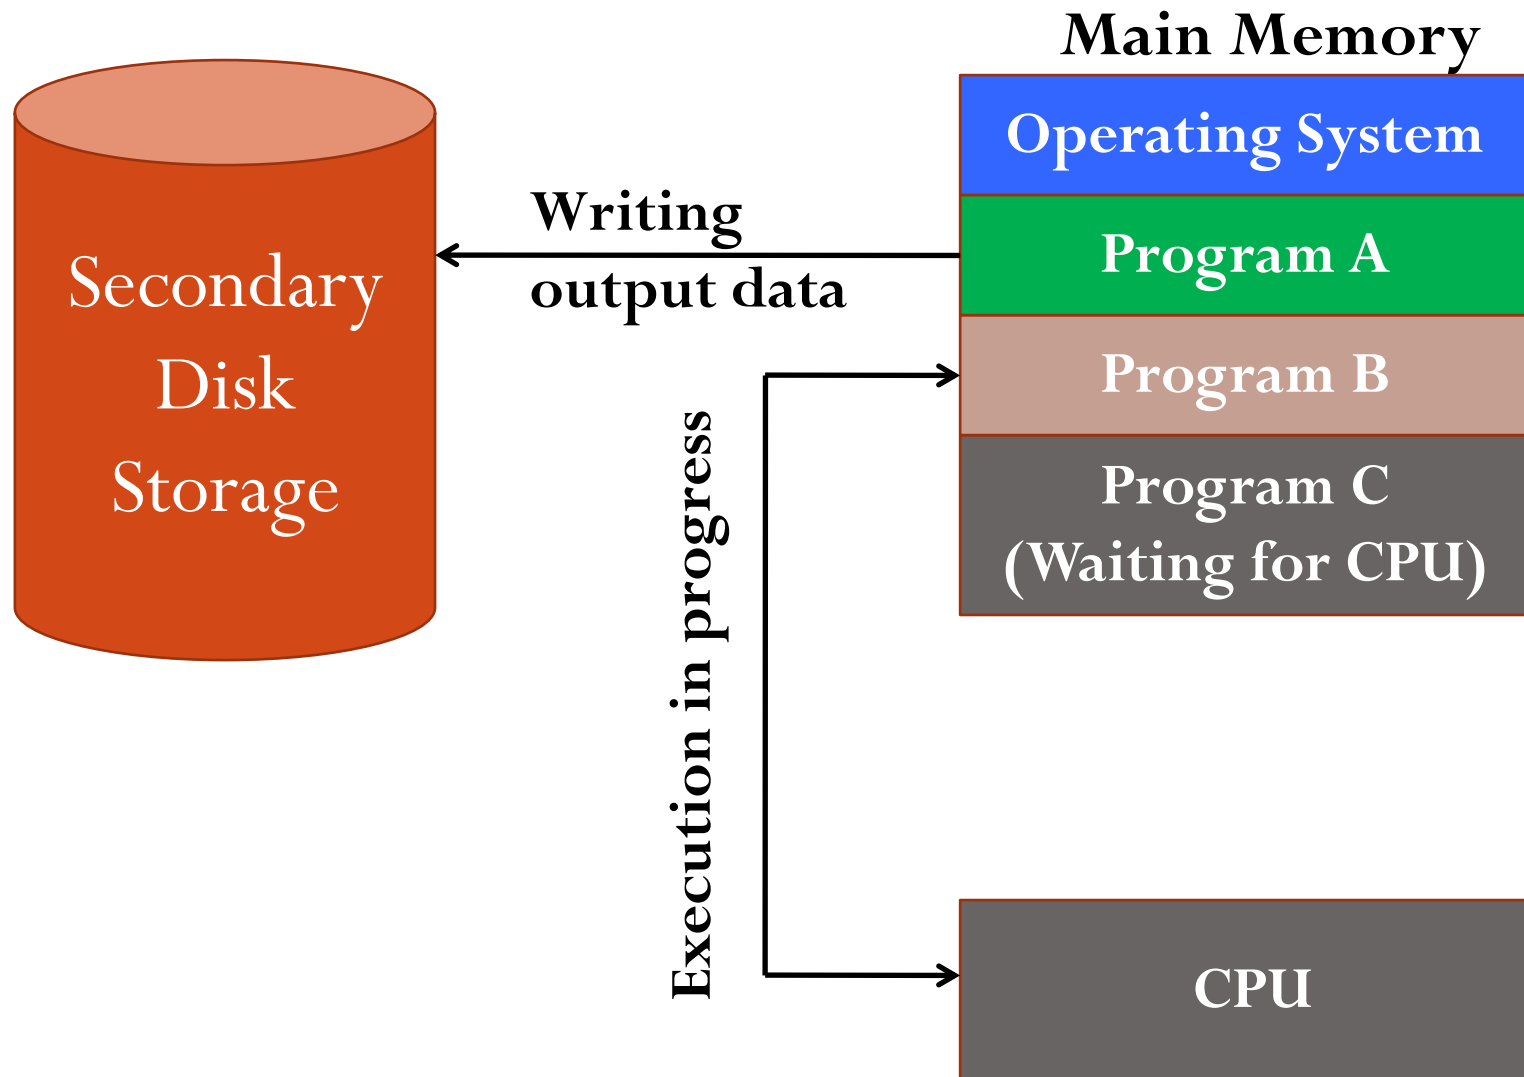 Main Memory
Operating System
Writing
Program A
output data
Secondary
Disk
Storage
Program B
Program C
(Waiting for CPU)
Execution in progress
CPU